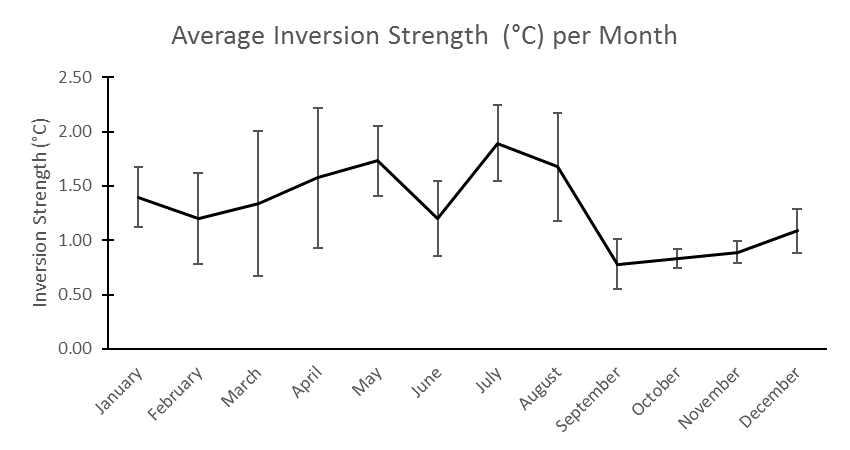 Average Inversion Strength (°C) per Month
Inversion Strength (°C)
2.50
2.00
1.50
1.00
0.50
0.00
January
February
March
April
May
June
July
August
September
October
November
December